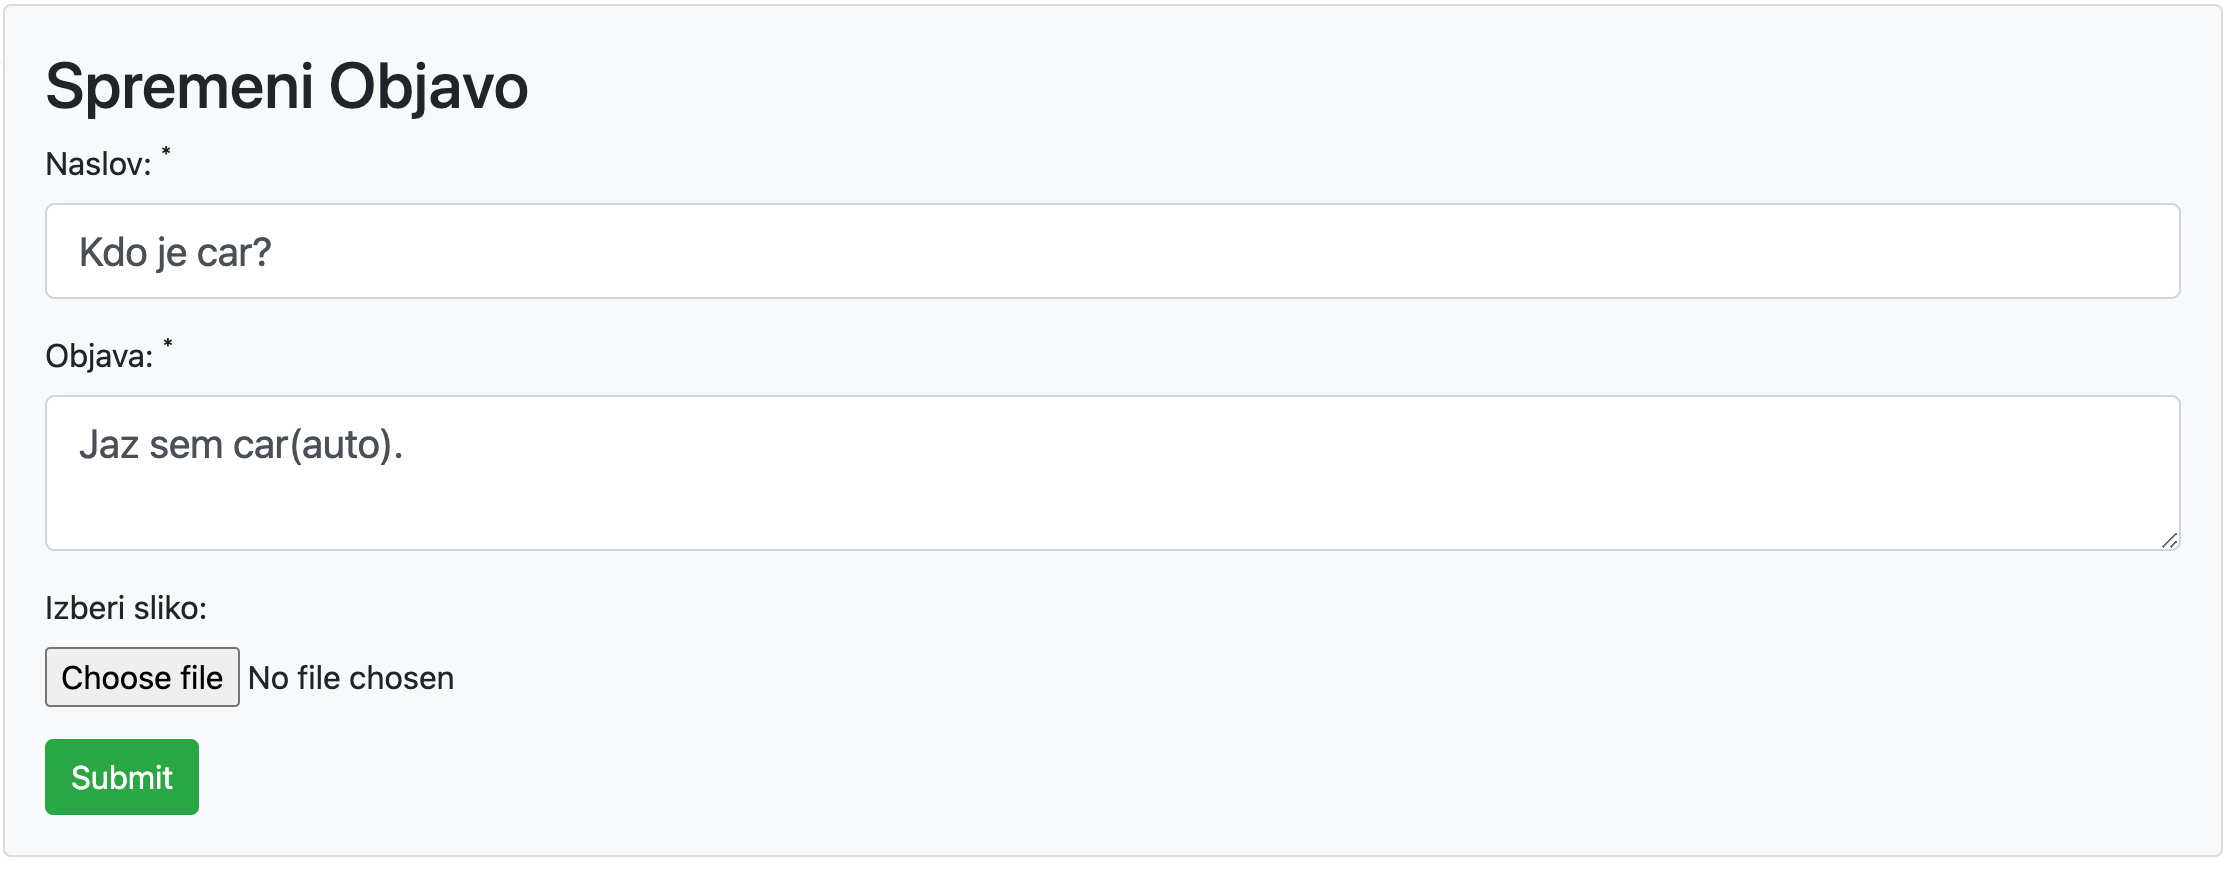 Spremeni Objavo
Naslov: *
Kdo je car?
Objava: *
Jaz sem car(auto).
Izberi sliko:
Choose file No file chosen
Submit